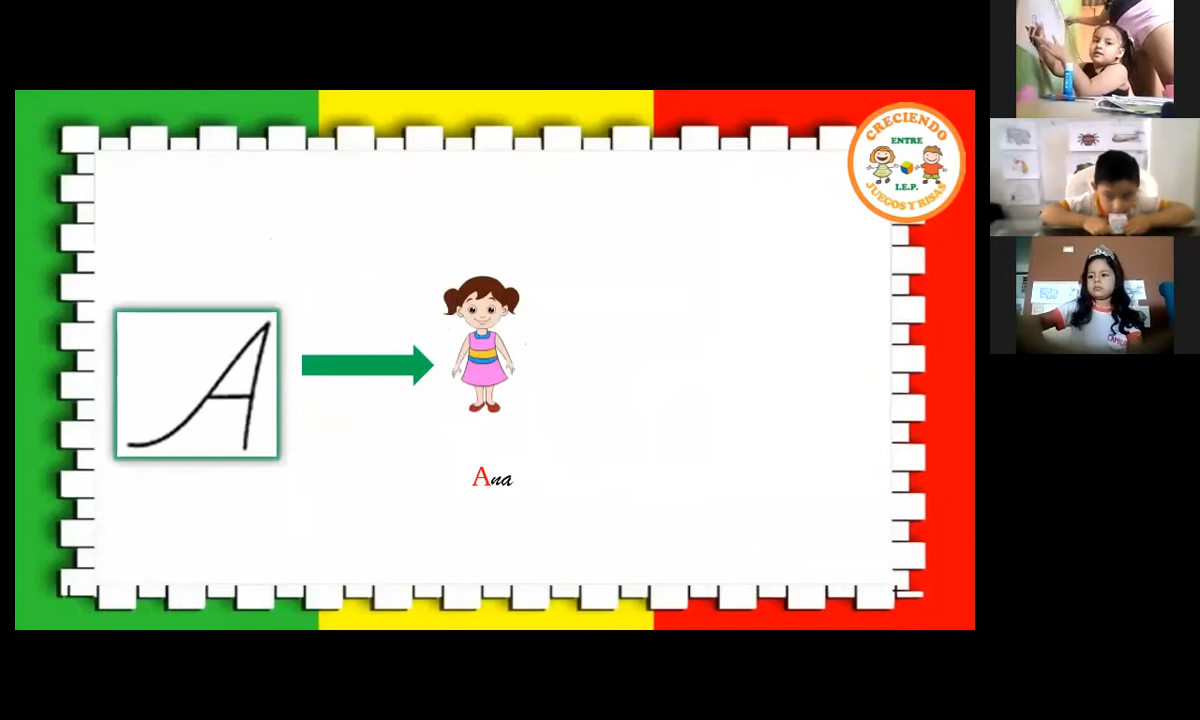 CRECIENDO
ENTRE
I.E.P.
JUEGOS Y RISAS
A
Ana